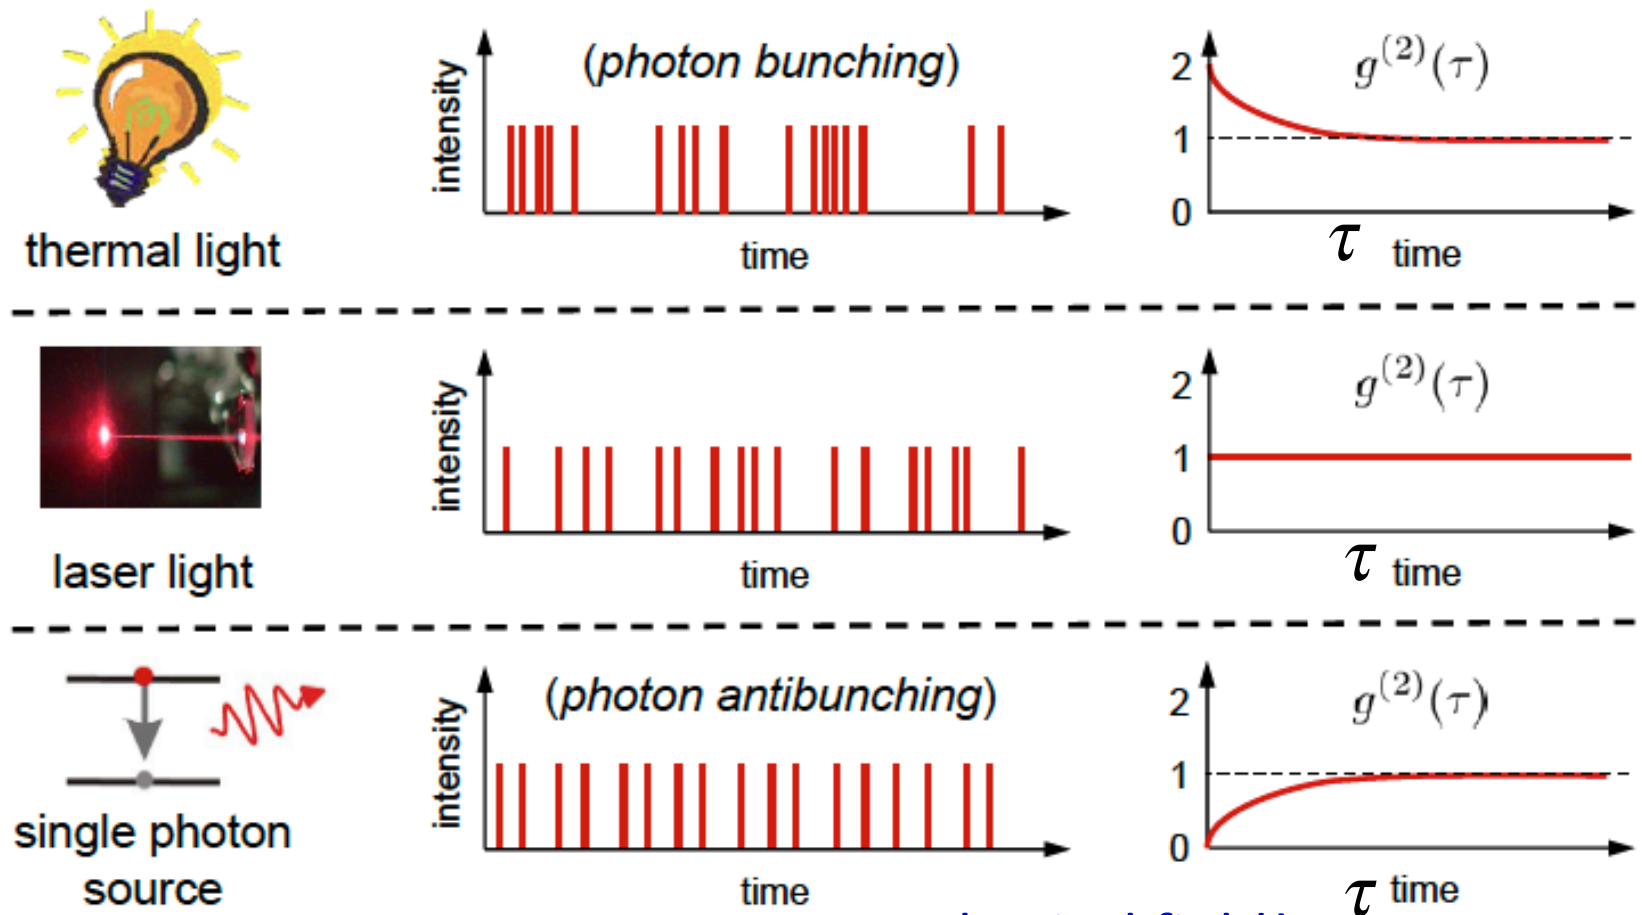 (photon bunching)
intensity
time
thermal light
2
1
0
g⁽²⁾(τ)
τ time
intensity
time
laser light
2
1
0
g⁽²⁾(τ)
τ time
(photon antibunching)
intensity
time
single photon
source
2
1
0
g⁽²⁾(τ)
τ time